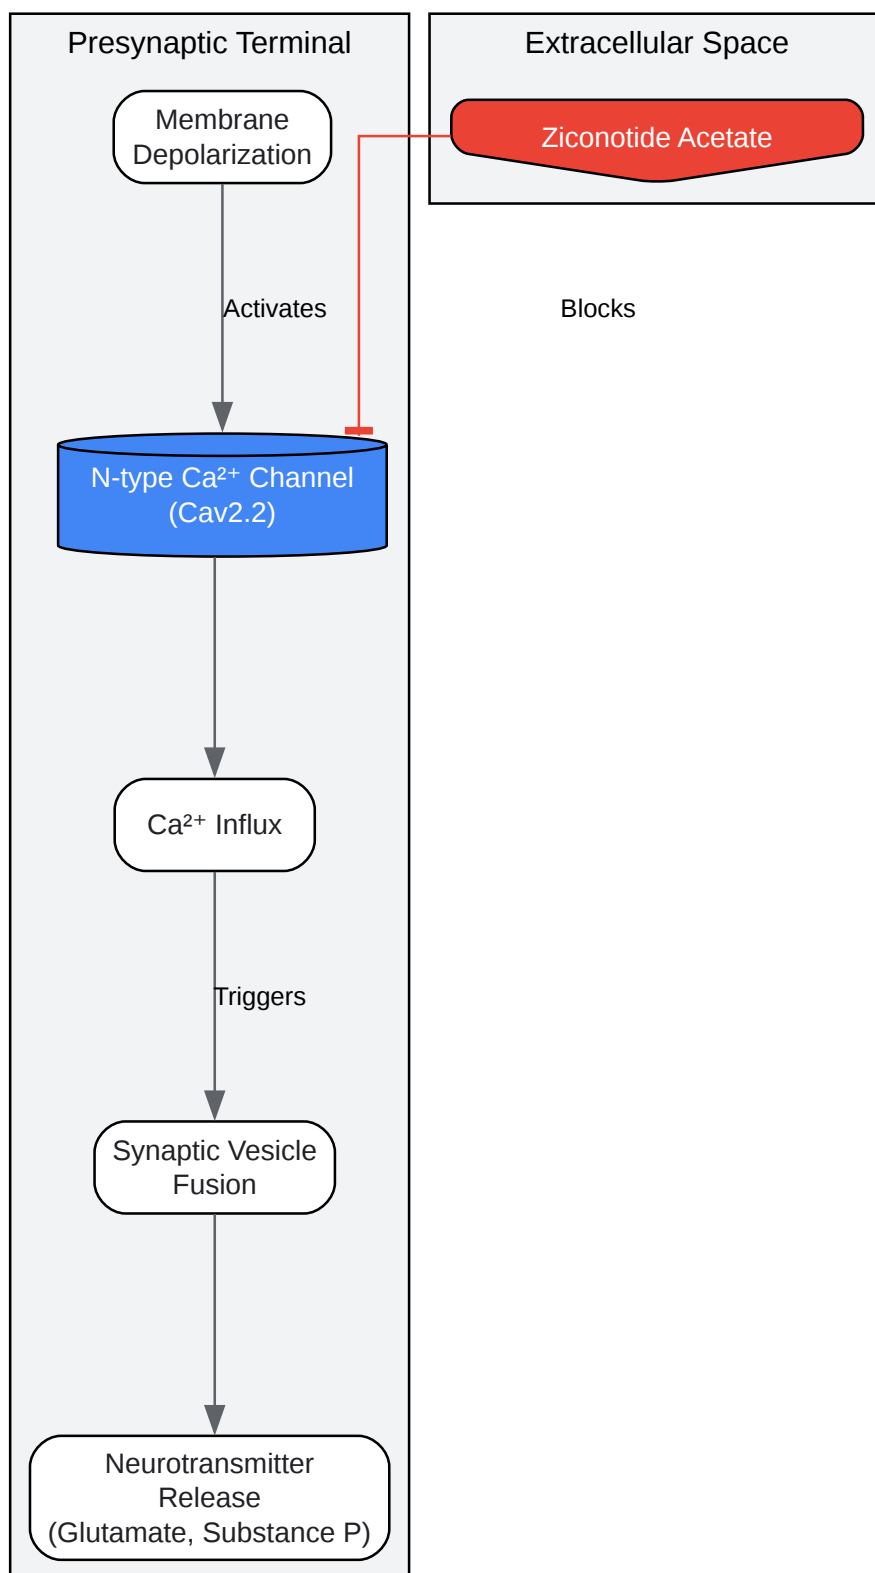 Presynaptic Terminal
Extracellular Space
Membrane
Depolarization
Ziconotide Acetate
Activates
Blocks
N-type Ca²⁺ Channel
(Cav2.2)
Ca²⁺ Influx
Triggers
Synaptic Vesicle
Fusion
Neurotransmitter
Release
(Glutamate, Substance P)